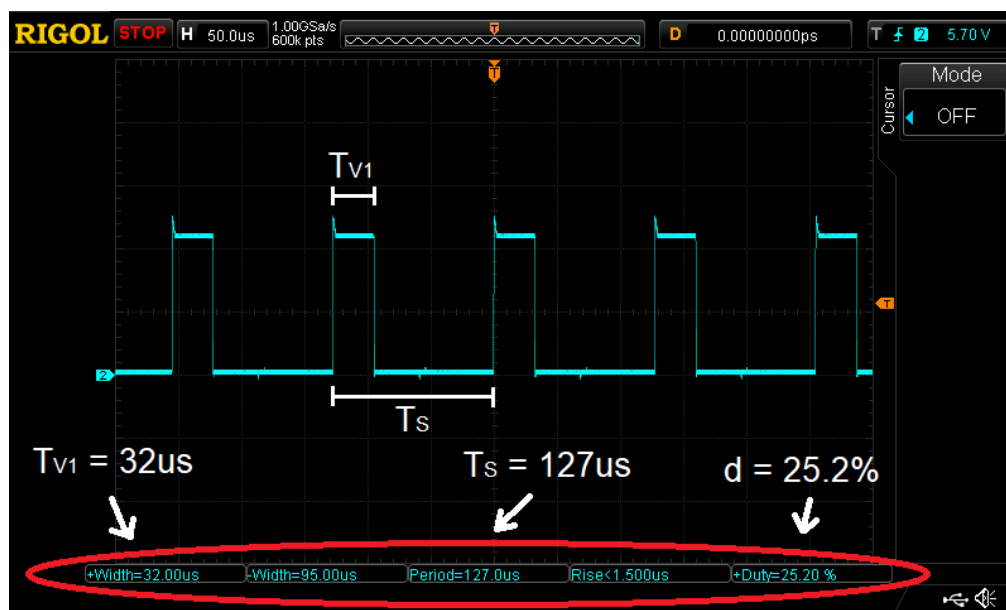 RIGOL STOP H 50.0us 1.00GSa/s 600k pts T D 0.00000000ps T 2 5.70 V
T
Mode
Cursor
OFF
TV1
T
2
TS
TV1 = 32us
TS = 127us
d = 25.2%
+Width=32.00us -Width=95.00us Period=127.0us Rise<1.500us +Duty=25.20 %